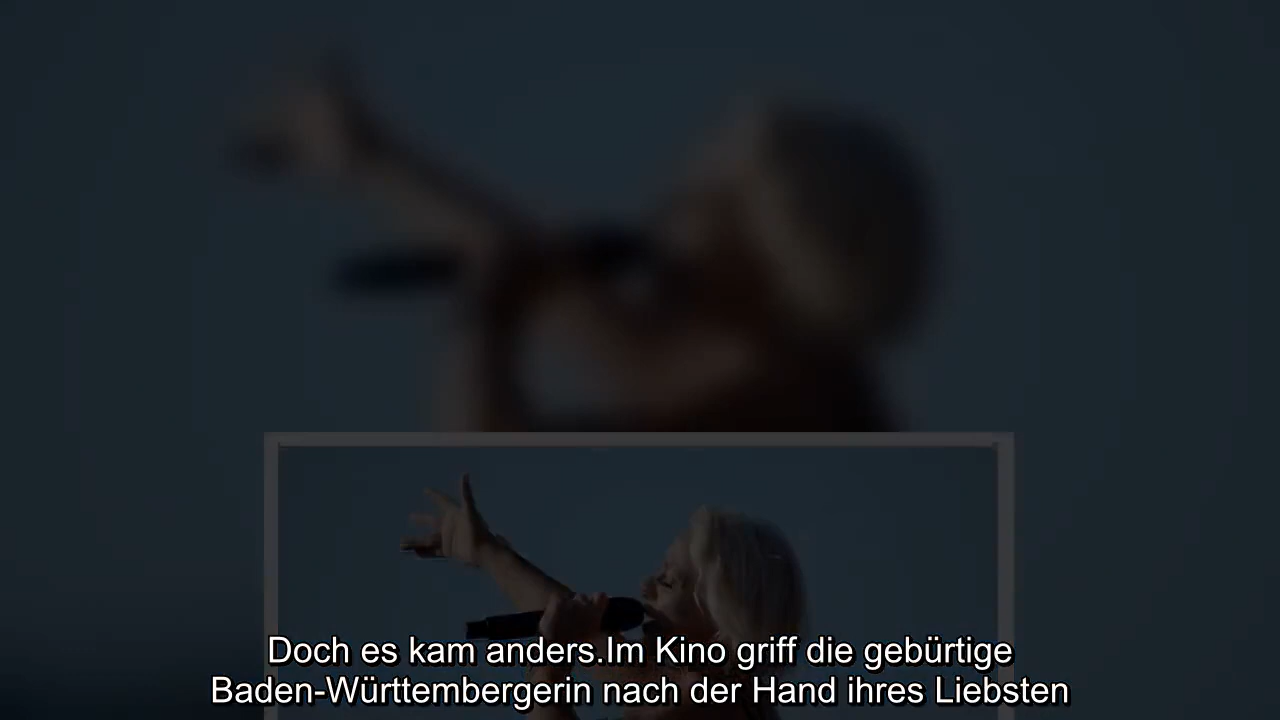 Doch es kam anders.Im Kino griff die gebürtige
Baden-Württembergerin nach der Hand ihres Liebsten